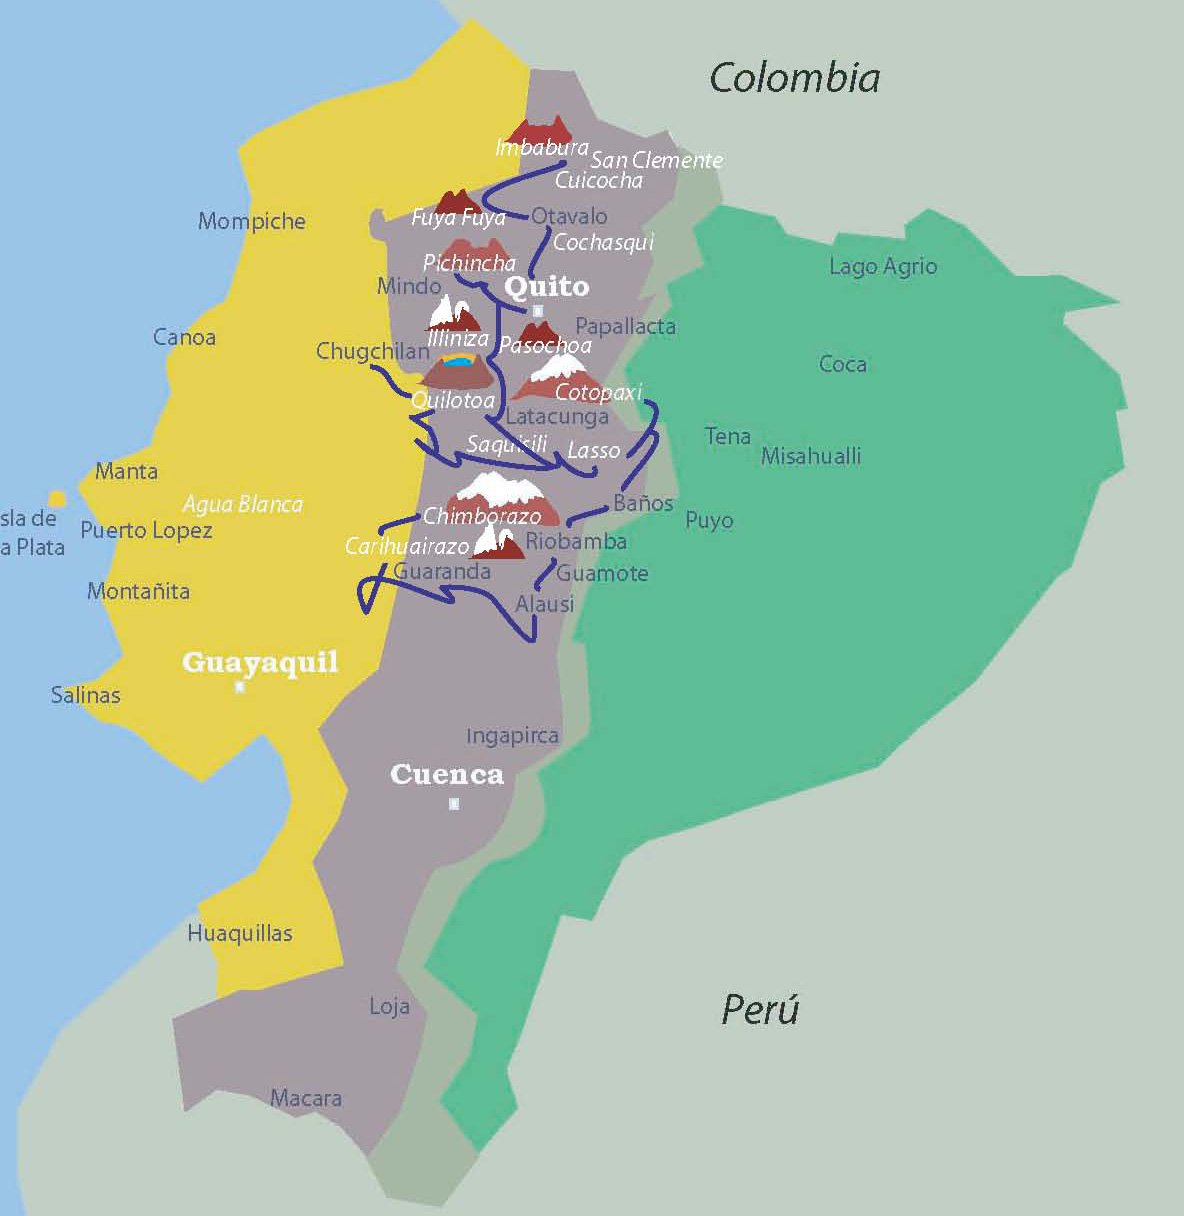 Colombia
Imbabura
San Clemente
Cuicocha
Fuya Fuya
Otavalo
Mompiche
Cochasqui
Pichincha
Lago Agrio
Mindo
Quito
Papallacta
Canoa
Illiniza
Pasochoa
Chugchilan
Coca
Cotopaxi
Quilotoa
Latacunga
Tena
Saquisili
Lasso
Misahualli
Manta
Agua Blanca
Baños
sla de
a Plata
Puerto Lopez
Chimborazo
Puyo
Carihuairazo
Riobamba
Guaranda
Guamote
Montañita
Alausi
Guayaquil
Salinas
Ingapirca
Cuenca
Huaquillas
Loja
Perú
Macara